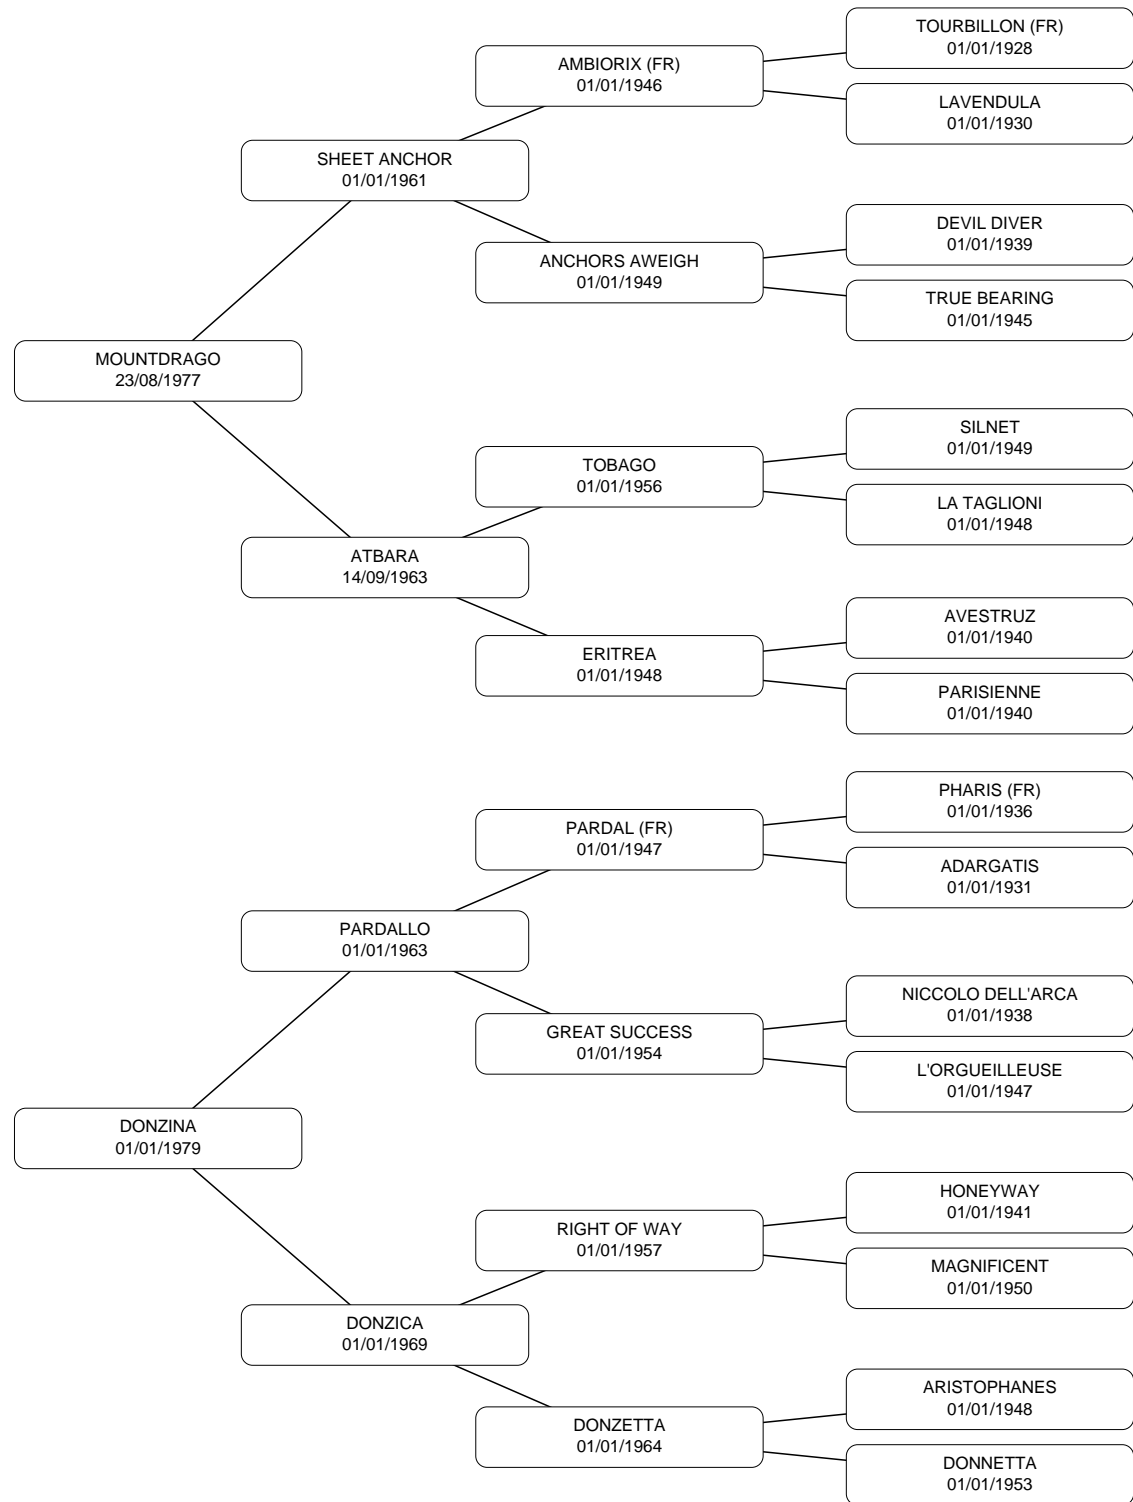 TOURBILLON (FR)
01/01/1928
AMBIORIX (FR)
01/01/1946
LAVENDULA
01/01/1930
SHEET ANCHOR
01/01/1961
DEVIL DIVER
01/01/1939
ANCHORS AWEIGH
01/01/1949
TRUE BEARING
01/01/1945
MOUNTDRAGO
23/08/1977
SILNET
01/01/1949
TOBAGO
01/01/1956
LA TAGLIONI
01/01/1948
ATBARA
14/09/1963
AVESTRUZ
01/01/1940
ERITREA
01/01/1948
PARISIENNE
01/01/1940
PHARIS (FR)
01/01/1936
PARDAL (FR)
01/01/1947
ADARGATIS
01/01/1931
PARDALLO
01/01/1963
NICCOLO DELL'ARCA
01/01/1938
GREAT SUCCESS
01/01/1954
L'ORGUEILLEUSE
01/01/1947
DONZINA
01/01/1979
HONEYWAY
01/01/1941
RIGHT OF WAY
01/01/1957
MAGNIFICENT
01/01/1950
DONZICA
01/01/1969
ARISTOPHANES
01/01/1948
DONZETTA
01/01/1964
DONNETTA
01/01/1953